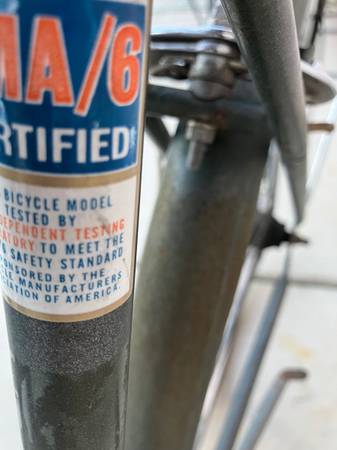 MA/6
RTIFIED
BICYCLE MODEL
TESTED BY
DEPENDENT TESTING
ATORY TO MEET THE
SAFETY STANDARD
ONSORED BY THE
LE MANUFACTURERS
IATION OF AMERICA.